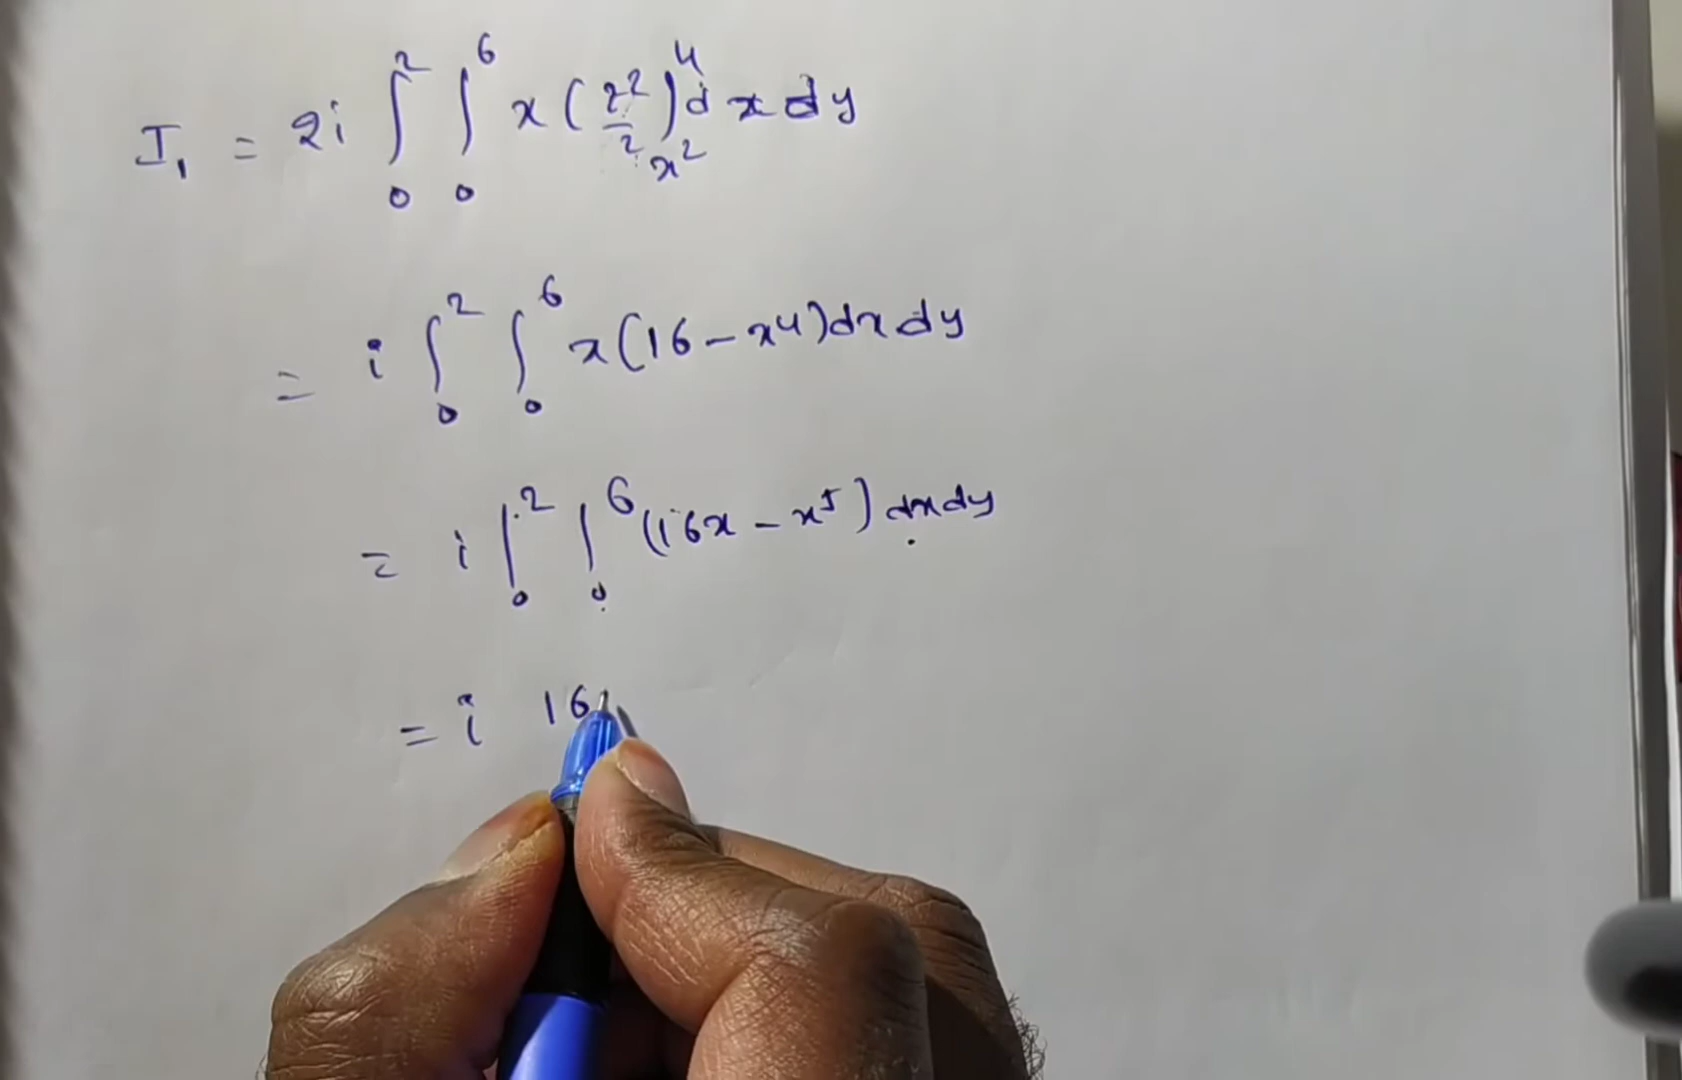 I₁ = 2i ∫₀² ∫₀⁶ x (z²/2)⁴ₓ² dx dy
= i ∫₀² ∫₀⁶ x(16 - x⁴)dx dy
= i ∫₀² ∫₀⁶ (16x - x⁵) dx dy
= i 16